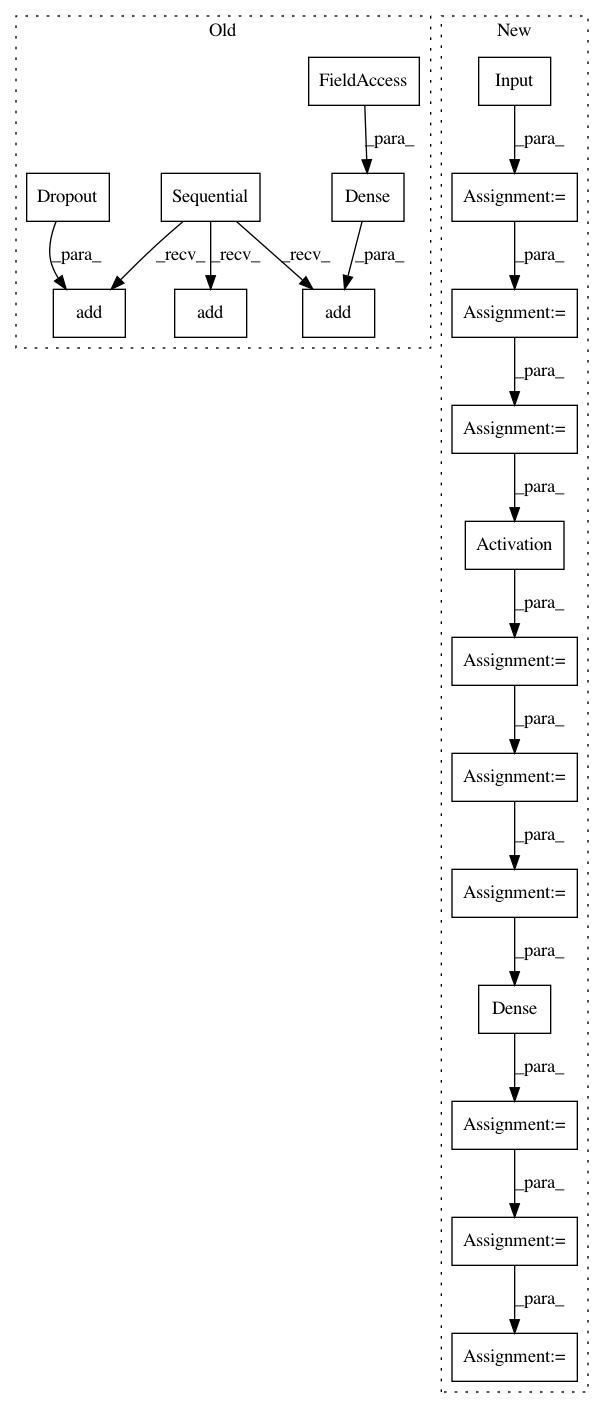 Old
New
FieldAccess
Input
_para_
_para_
Dropout
Sequential
Dense
Assignment:=
_para_
_recv_
_recv_
_recv_
_para_
_para_
add
add
add
Assignment:=
_para_
Assignment:=
_para_
Activation
_para_
Assignment:=
_para_
Assignment:=
_para_
Assignment:=
_para_
Dense
_para_
Assignment:=
_para_
Assignment:=
_para_
Assignment:=